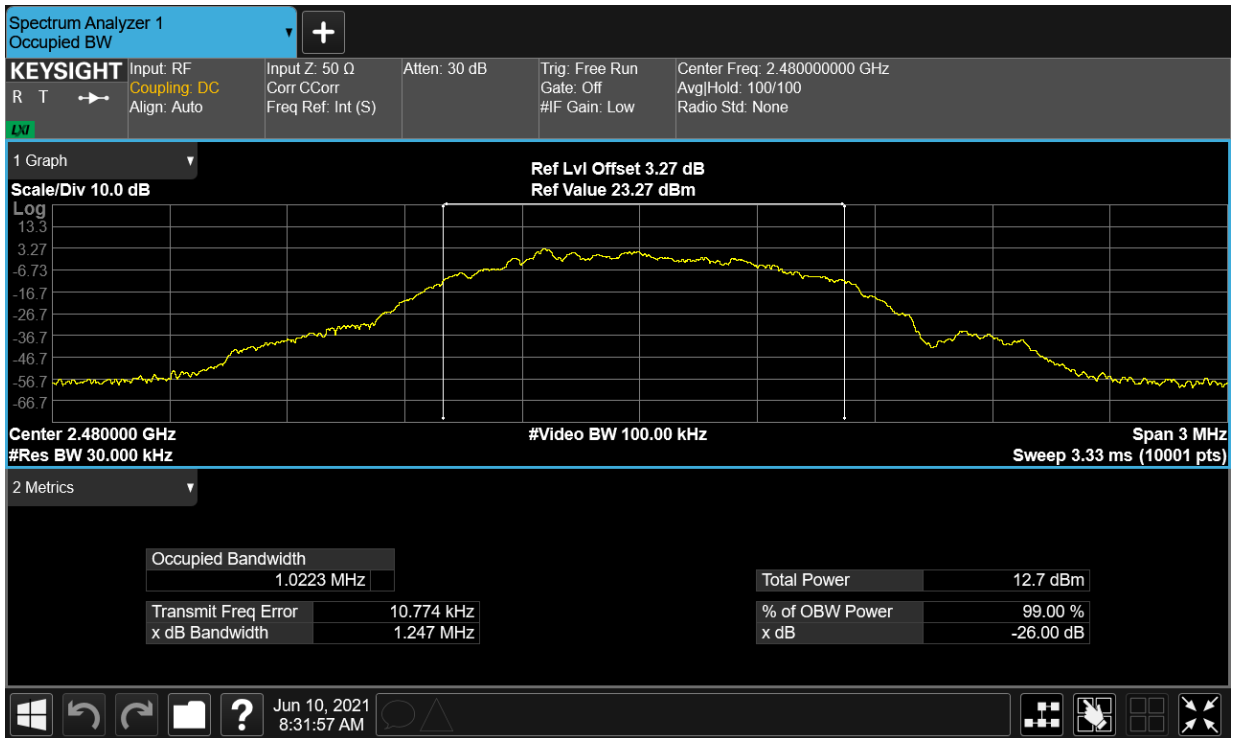 Spectrum Analyzer 1
Occupied BW
KEYSIGHT
R T
LXI
Input: RF
Coupling: DC
Align: Auto
Input Z: 50 Ω
Corr CCorr
Freq Ref: Int (S)
Atten: 30 dB
Trig: Free Run
Gate: Off
#IF Gain: Low
Center Freq: 2.480000000 GHz
Avg|Hold: 100/100
Radio Std: None
1 Graph
Scale/Div 10.0 dB
Ref Lvl Offset 3.27 dB
Ref Value 23.27 dBm
Log
13.3
3.27
-6.73
-16.7
-26.7
-36.7
-46.7
-56.7
-66.7
Center 2.480000 GHz
#Res BW 30.000 kHz
#Video BW 100.00 kHz
Span 3 MHz
Sweep 3.33 ms (10001 pts)
2 Metrics
Occupied Bandwidth
1.0223 MHz
Transmit Freq Error 10.774 kHz
x dB Bandwidth 1.247 MHz
Total Power 12.7 dBm
% of OBW Power 99.00 %
x dB -26.00 dB
?
Jun 10, 2021
8:31:57 AM